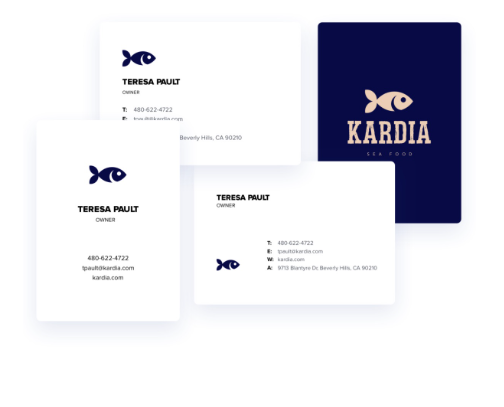 TERESA PAULT
OWNER
T: 480-622-4722
E: tpault@kardia.com
Beverly Hills, CA 90210
KARDIA
SEA FOOD
TERESA PAULT
OWNER
480-622-4722
tpault@kardia.com
kardia.com
TERESA PAULT
OWNER
T: 480-622-4722
E: tpault@kardia.com
W: kardia.com
A: 9713 Blantyre Dr, Beverly Hills, CA 90210